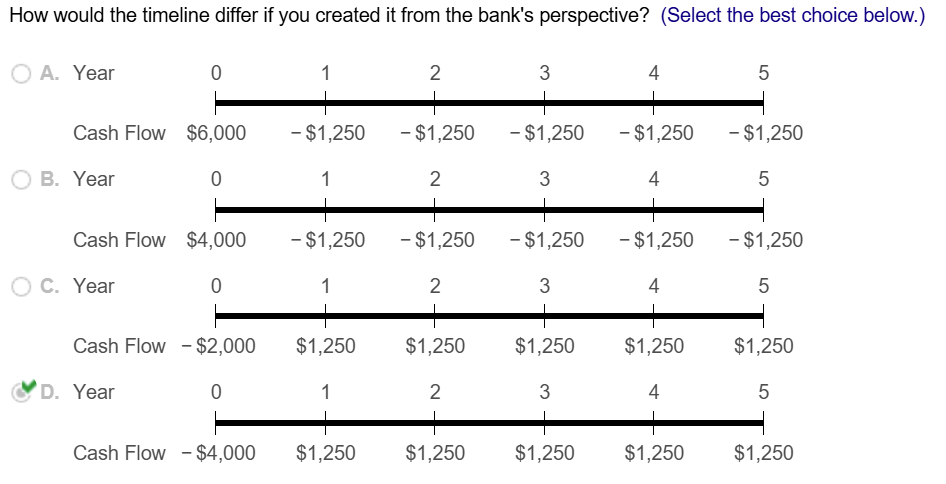 How would the timeline differ if you created it from the bank's perspective? (Select the best choice below.)
A. Year 0 1 2 3 4 5
Cash Flow $6,000 −$1,250 −$1,250 −$1,250 −$1,250 −$1,250
B. Year 0 1 2 3 4 5
Cash Flow $4,000 −$1,250 −$1,250 −$1,250 −$1,250 −$1,250
C. Year 0 1 2 3 4 5
Cash Flow −$2,000 $1,250 $1,250 $1,250 $1,250 $1,250
D. Year 0 1 2 3 4 5
Cash Flow −$4,000 $1,250 $1,250 $1,250 $1,250 $1,250